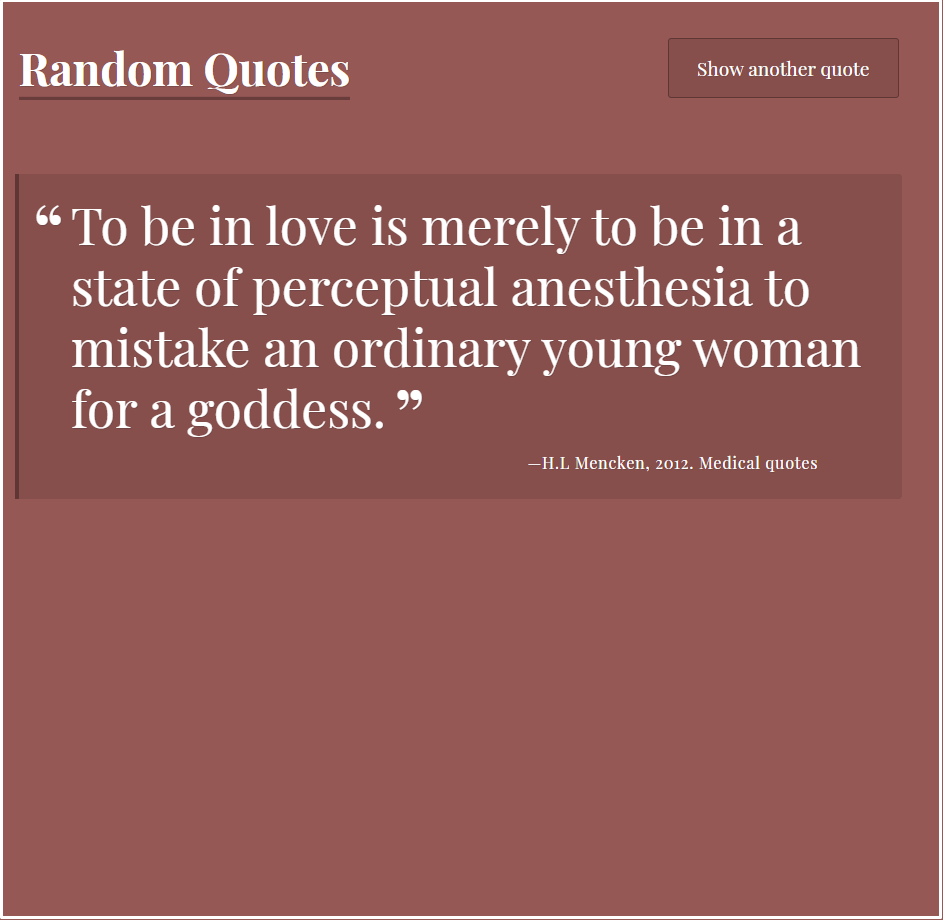 Random Quotes
Show another quote
“ To be in love is merely to be in a
state of perceptual anesthesia to
mistake an ordinary young woman
for a goddess. ”
—H.L Mencken, 2012. Medical quotes